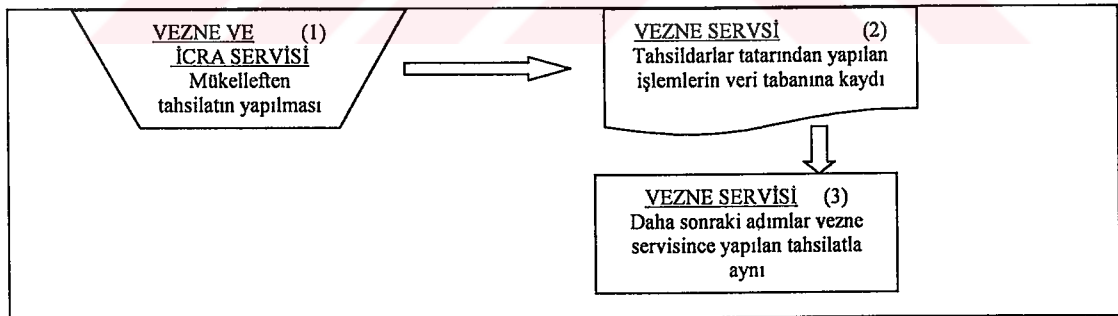 VEZNE VE (1)
İCRA SERVİSİ
Mükelleften
tahsilatın yapılması
VEZNE SERVSİ (2)
Tahsildarlar tatarından yapılan
işlemlerin veri tabanına kaydı
VEZNE SERVİSİ (3)
Daha sonraki adımlar vezne
servisince yapılan tahsilatla
aynı